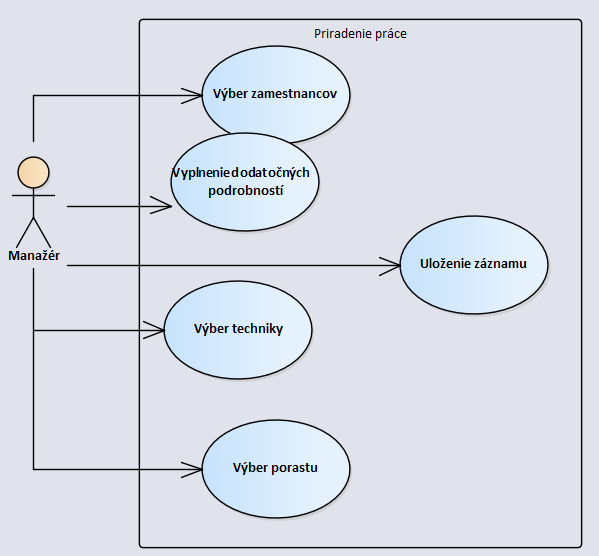 Priradenie práce
Výber zamestnancov
Vyplnenie dodatočných
podrobností
Manažér
Uloženie záznamu
Výber techniky
Výber porastu